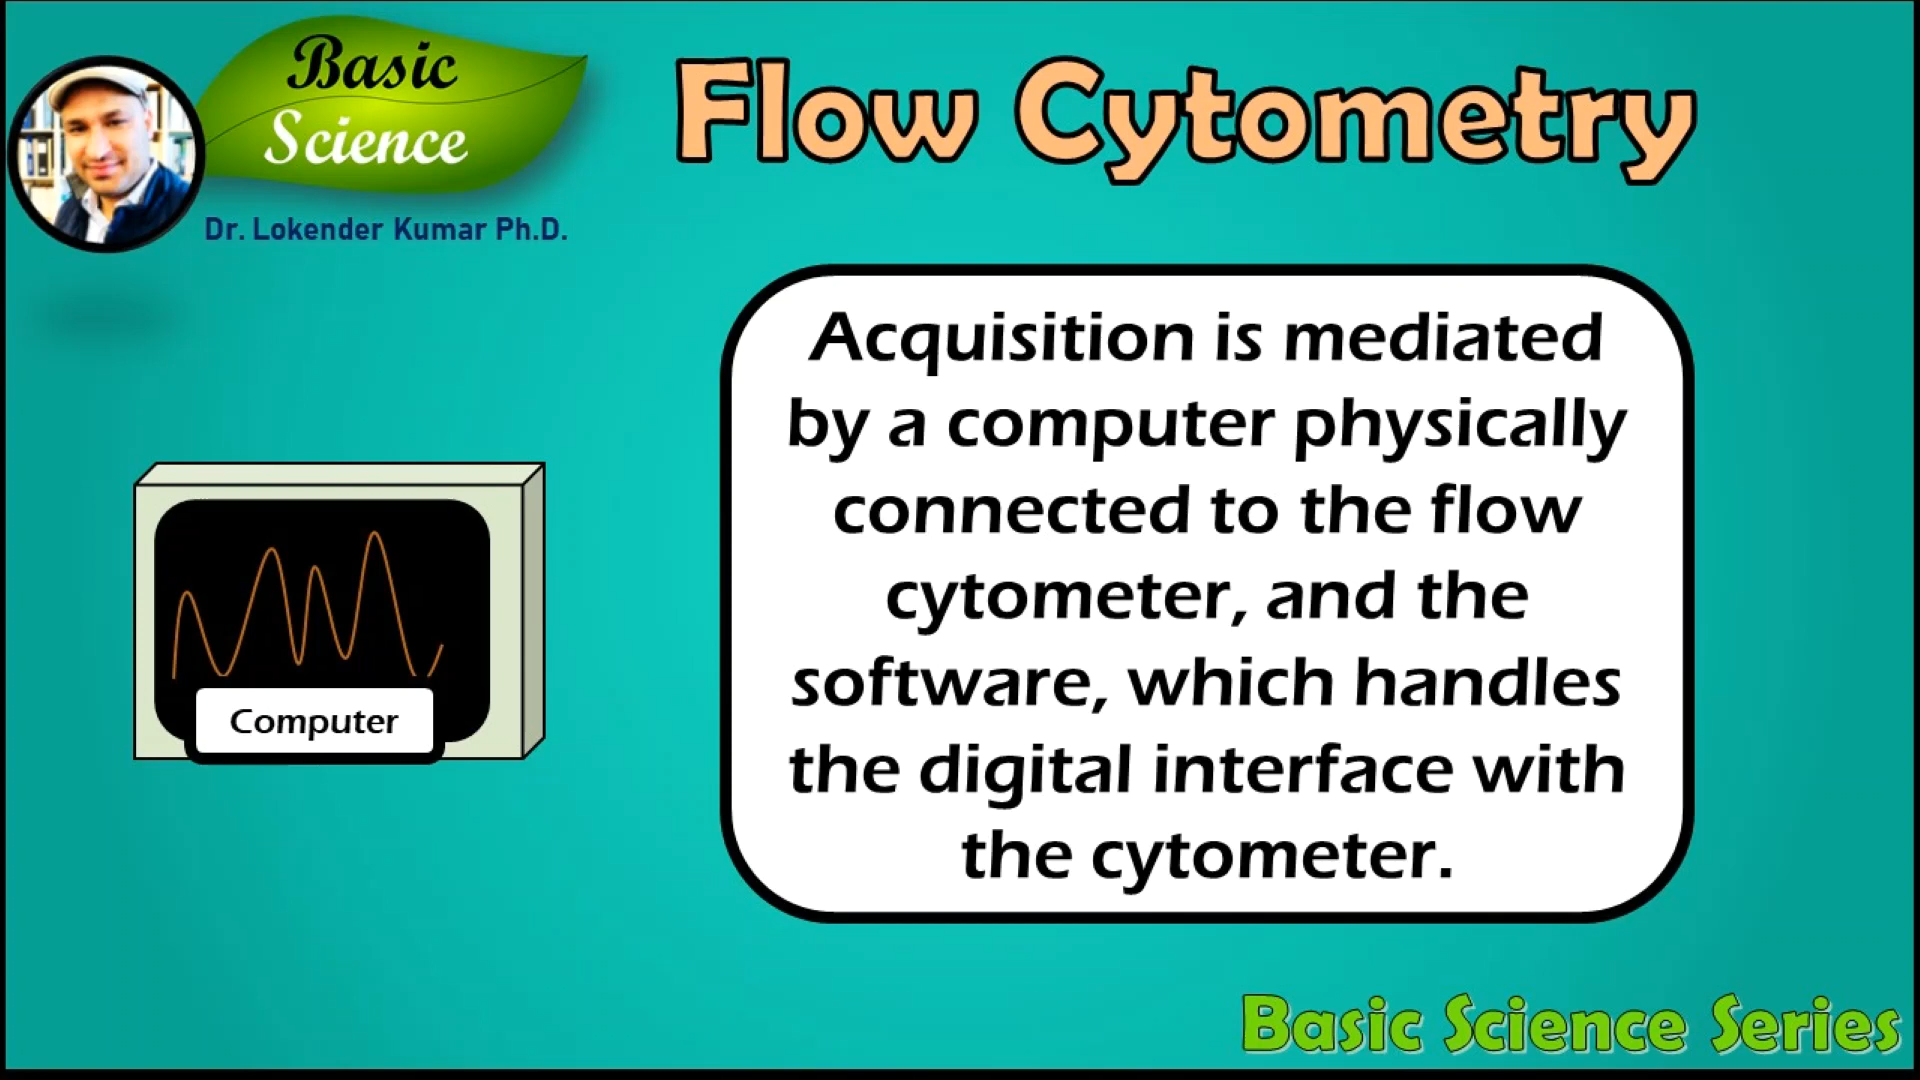 Basic
Science
Dr. Lokender Kumar Ph.D.
Flow Cytometry
Acquisition is mediated
by a computer physically
connected to the flow
cytometer, and the
software, which handles
the digital interface with
the cytometer.
Computer
Basic Science Series